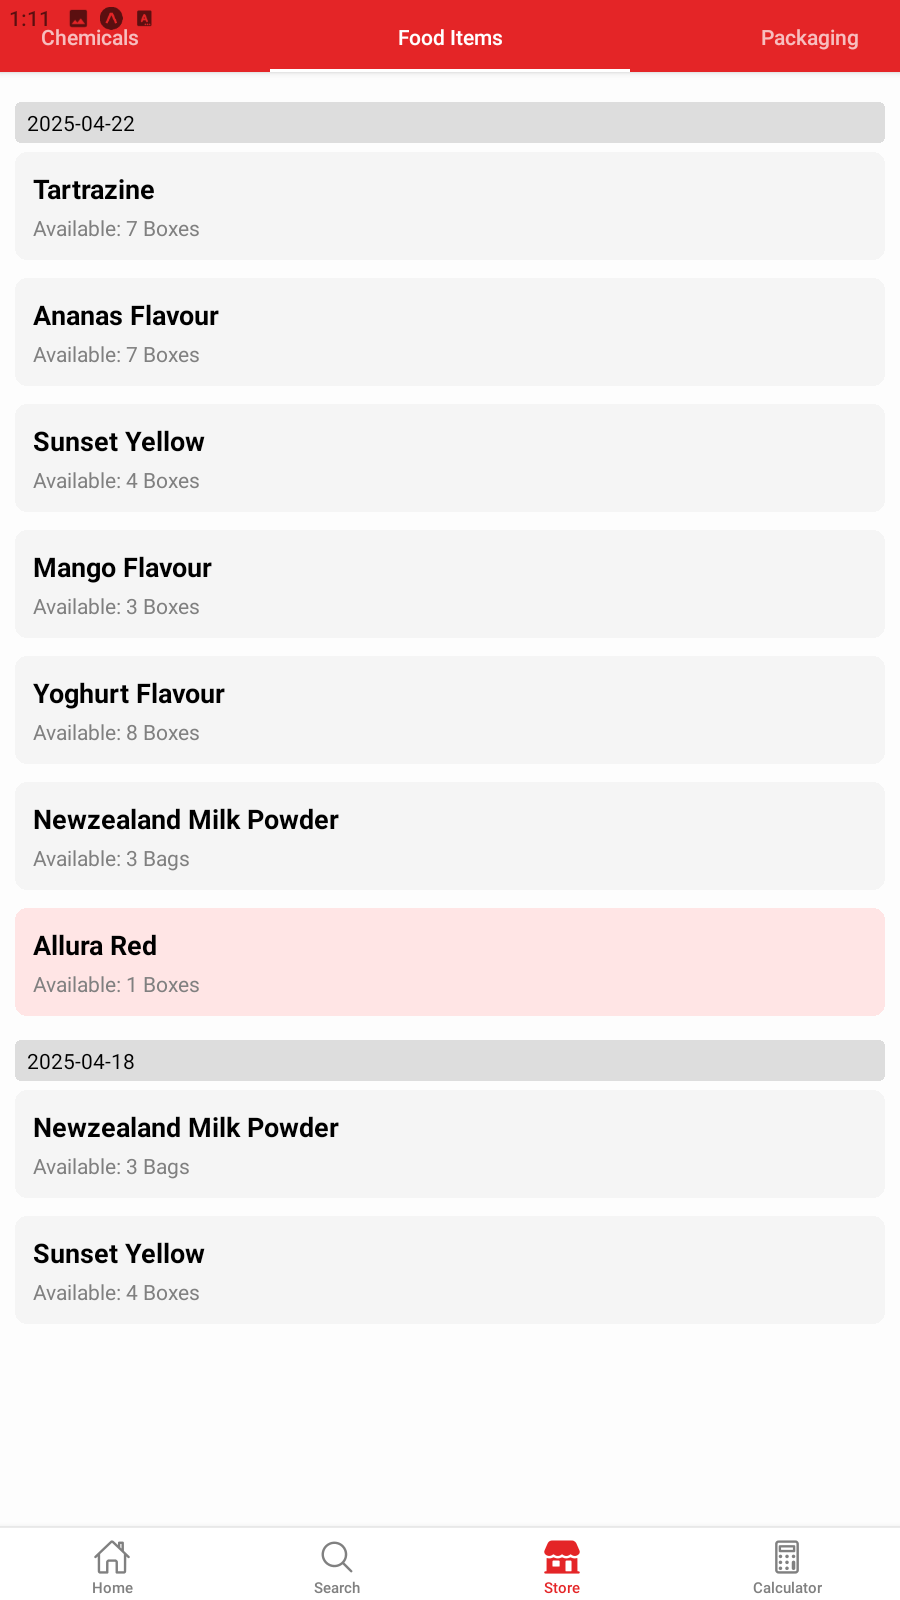 1:11
Chemicals
Food Items
Packaging
2025-04-22
Tartrazine
Available: 7 Boxes
Ananas Flavour
Available: 7 Boxes
Sunset Yellow
Available: 4 Boxes
Mango Flavour
Available: 3 Boxes
Yoghurt Flavour
Available: 8 Boxes
Newzealand Milk Powder
Available: 3 Bags
Allura Red
Available: 1 Boxes
2025-04-18
Newzealand Milk Powder
Available: 3 Bags
Sunset Yellow
Available: 4 Boxes
Home
Search
Store
Calculator